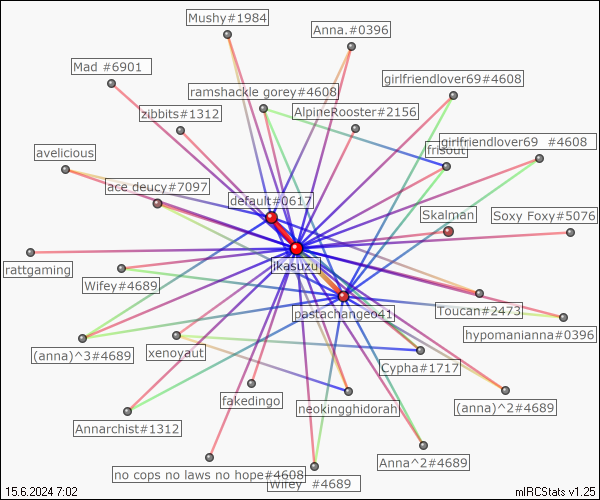 Mushy#1984
Anna.#0396
Mad #6901
girlfriendlover69#4608
ramshackle gorey#4608
zibbits#1312
AlpineRooster#2156
girlfriendlover69 #4608
frisout
avelicious
ace deucy#7097
default#0617
Skalman
Soxy Foxy#5076
jikasuzu
rattgaming
Wifey#4689
pastachangeo41
Toucan#2473
hypomanianna#0396
(anna)^3#4689
xenoyaut
Cypha#1717
fakedingo
neokingghidorah
(anna)^2#4689
Annarchist#1312
Anna^2#4689
no cops no laws no hope#4608
Wifey #4689
15.6.2024 7:02
mIRCStats v1.25